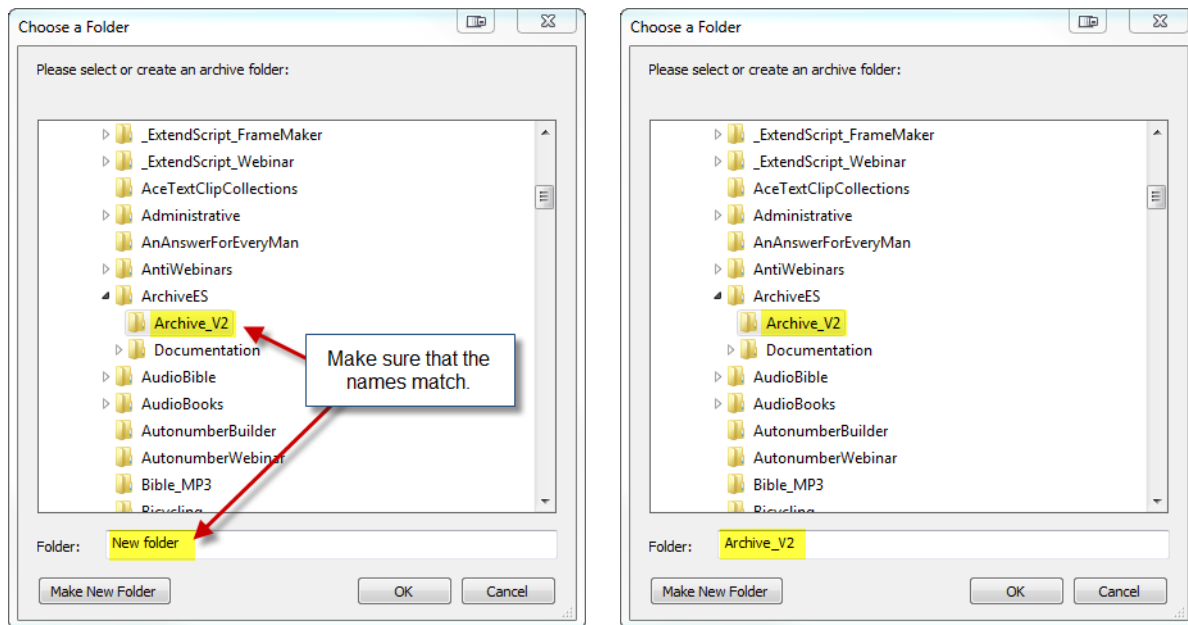 Choose a Folder
Please select or create an archive folder:
_ExtendScript_FrameMaker
_ExtendScript_Webinar
AceTextClipCollections
Administrative
AnAnswerForEveryMan
AntiWebinars
ArchiveES
Archive_V2
Documentation
AudioBible
AudioBooks
AutonumberBuilder
AutonumberWebinar
Bible_MP3
Bicycling
Make sure that the
names match.
Folder: New folder
Make New Folder OK Cancel
Choose a Folder
Please select or create an archive folder:
_ExtendScript_FrameMaker
_ExtendScript_Webinar
AceTextClipCollections
Administrative
AnAnswerForEveryMan
AntiWebinars
ArchiveES
Archive_V2
Documentation
AudioBible
AudioBooks
AutonumberBuilder
AutonumberWebinar
Bible_MP3
Bicycling
Folder: Archive_V2
Make New Folder OK Cancel